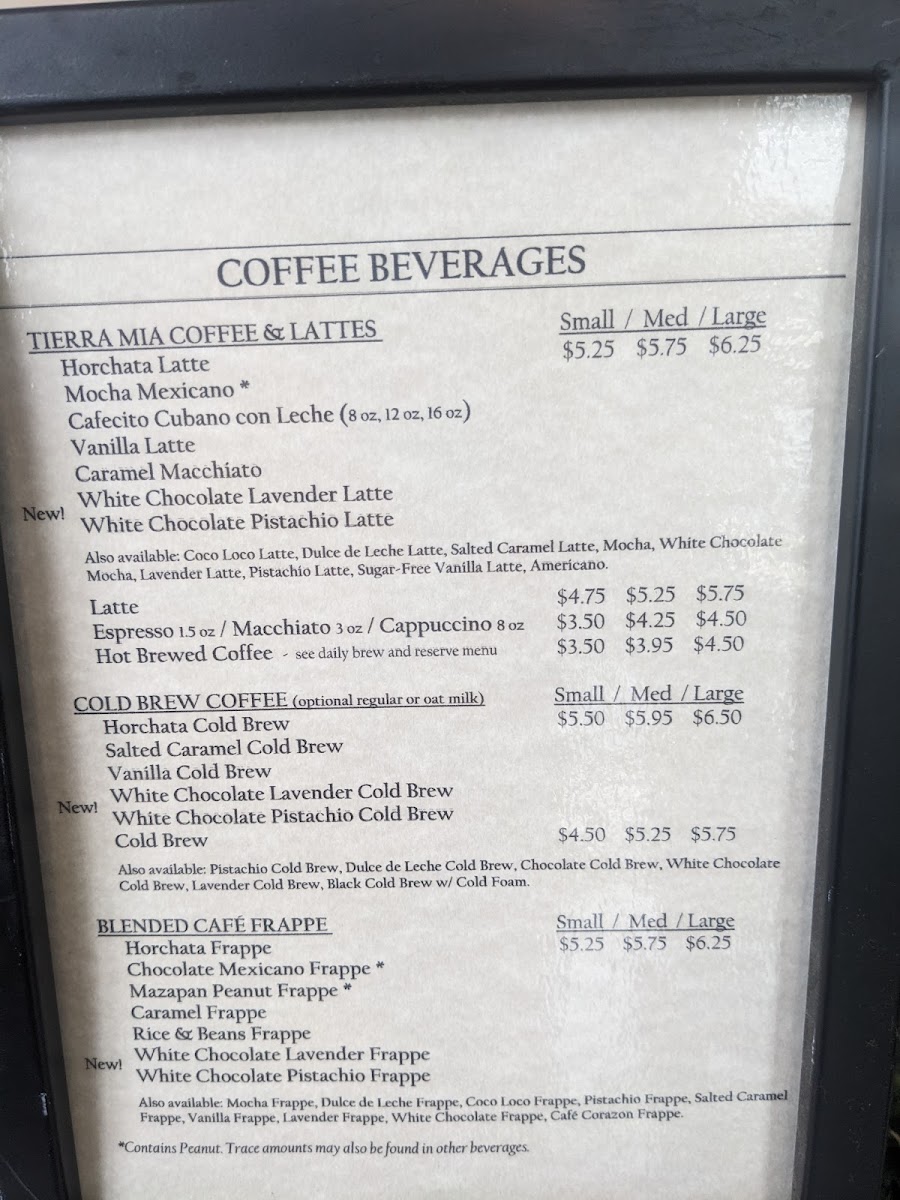 COFFEE BEVERAGES
TIERRA MIA COFFEE & LATTES Small / Med / Large
$5.25 $5.75 $6.25
Horchata Latte
Mocha Mexicano *
Cafecito Cubano con Leche (8 oz, 12 oz, 16 oz)
Vanilla Latte
Caramel Macchiato
White Chocolate Lavender Latte
New! White Chocolate Pistachio Latte
Also available: Coco Loco Latte, Dulce de Leche Latte, Salted Caramel Latte, Mocha, White Chocolate
Mocha, Lavender Latte, Pistachio Latte, Sugar-Free Vanilla Latte, Americano.
Latte $4.75 $5.25 $5.75
Espresso 1.5 oz / Macchiato 3 oz / Cappuccino 8 oz $3.50 $4.25 $4.50
Hot Brewed Coffee - see daily brew and reserve menu $3.50 $3.95 $4.50
COLD BREW COFFEE (optional regular or oat milk) Small / Med / Large
Horchata Cold Brew $5.50 $5.95 $6.50
Salted Caramel Cold Brew
Vanilla Cold Brew
White Chocolate Lavender Cold Brew
New! White Chocolate Pistachio Cold Brew
Cold Brew $4.50 $5.25 $5.75
Also available: Pistachio Cold Brew, Dulce de Leche Cold Brew, Chocolate Cold Brew, White Chocolate
Cold Brew, Lavender Cold Brew, Black Cold Brew w/ Cold Foam.
BLENDED CAFÉ FRAPPE Small / Med / Large
Horchata Frappe $5.25 $5.75 $6.25
Chocolate Mexicano Frappe *
Mazapan Peanut Frappe *
Caramel Frappe
Rice & Beans Frappe
White Chocolate Lavender Frappe
New! White Chocolate Pistachio Frappe
Also available: Mocha Frappe, Dulce de Leche Frappe, Coco Loco Frappe, Pistachio Frappe, Salted Caramel
Frappe, Vanilla Frappe, Lavender Frappe, White Chocolate Frappe, Café Corazon Frappe.
*Contains Peanut. Trace amounts may also be found in other beverages.